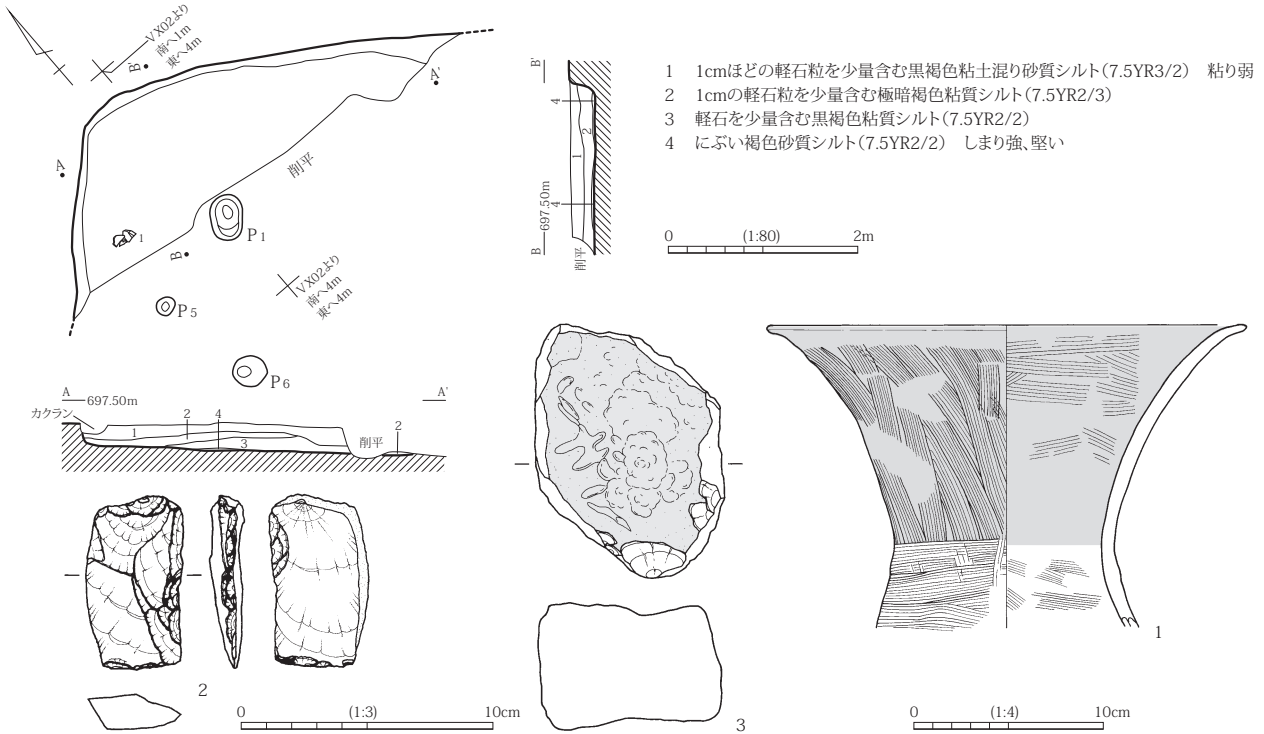 VX02より
南へ1m
東へ4m
B'
A'
A
削平
1
P1
B
VX02より
南へ4m
東へ4m
P5
P6
A
697.50m
A'
カクラン
1
2
4
3
削平
2
B'
4
2
1
4
697.50m
B
削平
1 1cmほどの軽石粒を少量含む黒褐色粘土混り砂質シルト(7.5YR3/2) 粘り弱
2 1cmの軽石粒を少量含む極暗褐色粘質シルト(7.5YR2/3)
3 軽石を少量含む黒褐色粘質シルト(7.5YR2/2)
4 にぶい褐色砂質シルト(7.5YR2/2) しまり強、堅い
0 (1:80) 2m
2
0 (1:3) 10cm
3
1
0 (1:4) 10cm